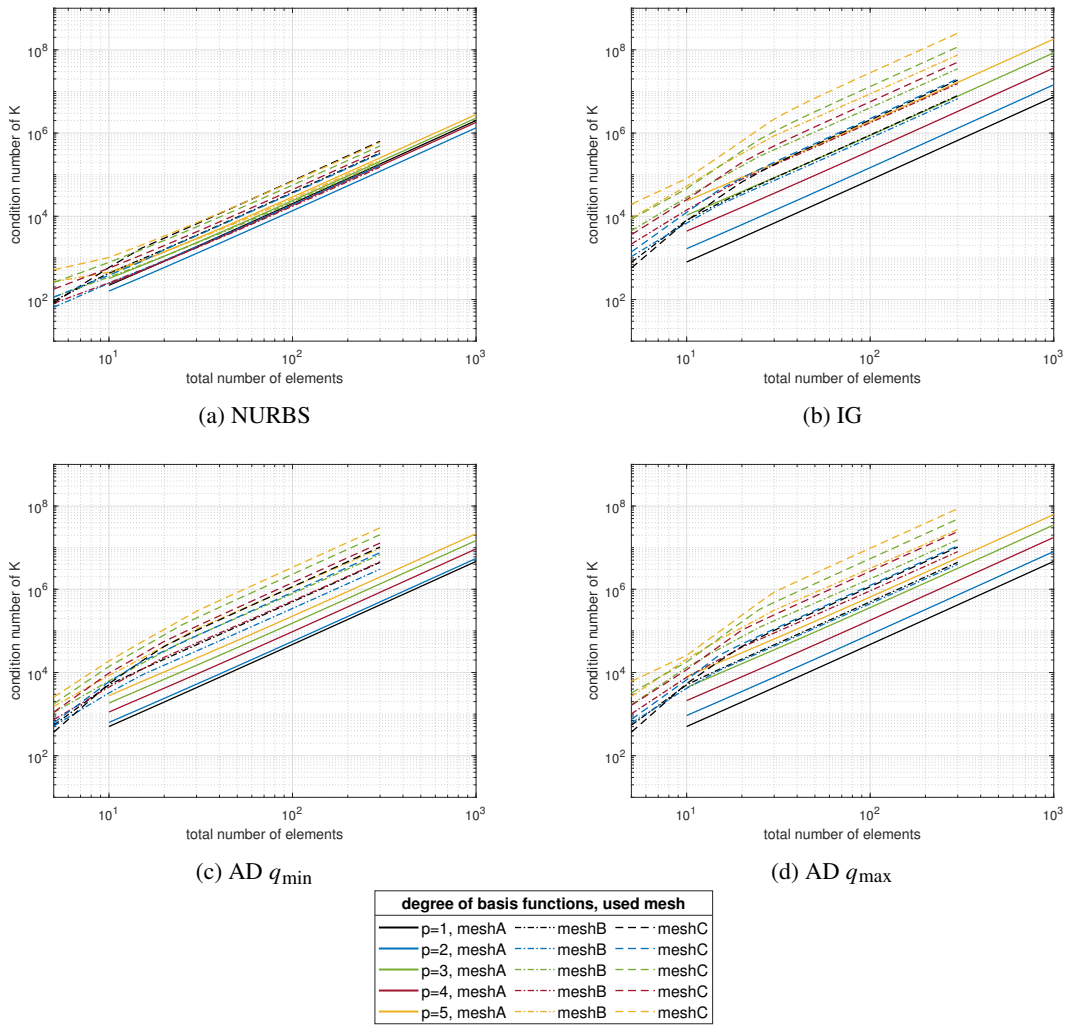 condition number of K
10^8
10^6
10^4
10^2
10^1
10^2
10^3
total number of elements
(a) NURBS
condition number of K
10^8
10^6
10^4
10^2
10^1
10^2
10^3
total number of elements
(b) IG
condition number of K
10^8
10^6
10^4
10^2
10^1
10^2
10^3
total number of elements
(c) AD q_min
condition number of K
10^8
10^6
10^4
10^2
10^1
10^2
10^3
total number of elements
(d) AD q_max
degree of basis functions, used mesh
p=1, meshA meshB meshC
p=2, meshA meshB meshC
p=3, meshA meshB meshC
p=4, meshA meshB meshC
p=5, meshA meshB meshC